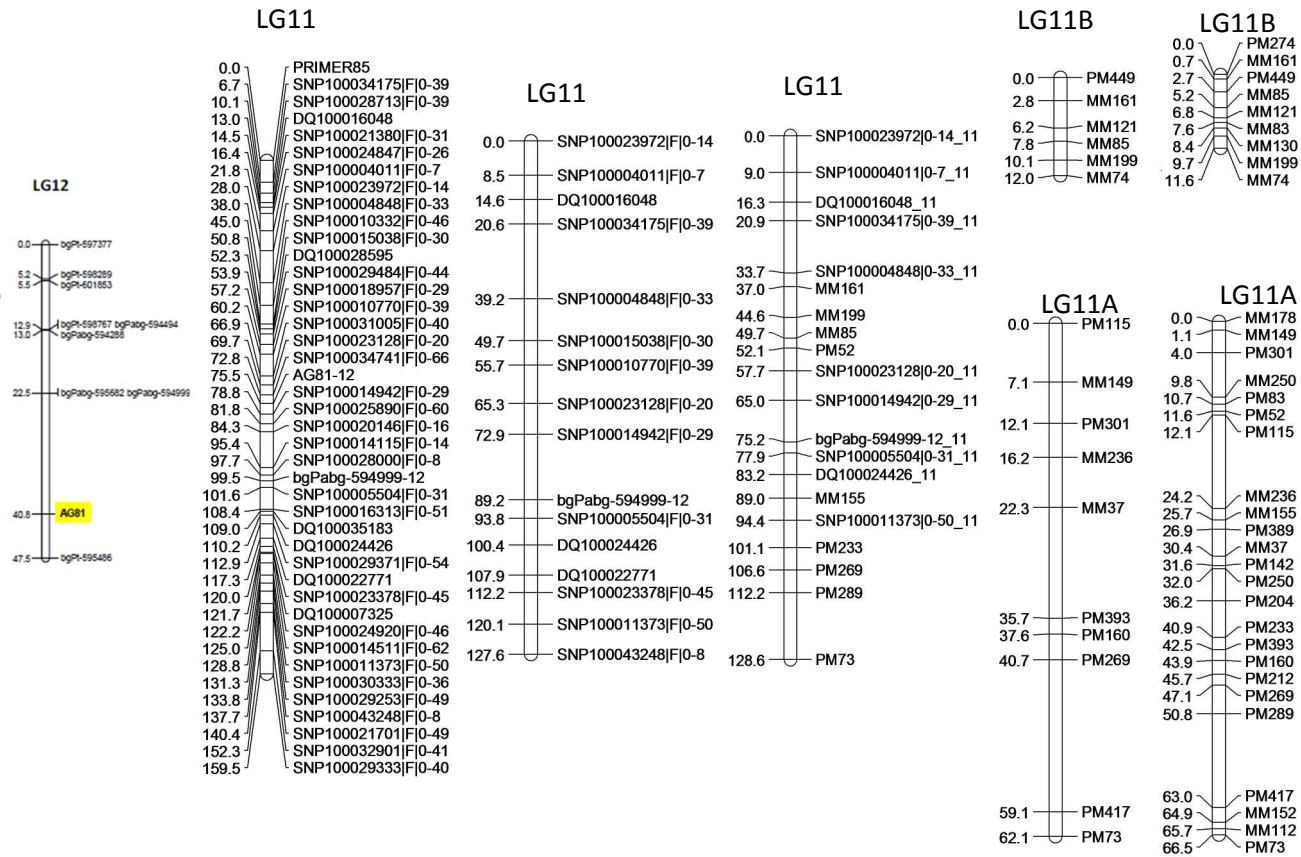 LG12
0.0 bgPt-597377
5.2 bgPt-598289
5.5 bgPt-601853
12.9 bgPt-598767 bgPabg-594494
13.0 bgPabg-594288
22.5 bgPabg-595682 bgPabg-594999
40.8 AG81
47.5 bgPt-595486
LG11
0.0 PRIMER85
6.7 SNP100034175|F|0-39
10.1 SNP100028713|F|0-39
13.0 DQ100016048
14.5 SNP100021380|F|0-31
16.4 SNP100024847|F|0-26
21.8 SNP100004011|F|0-7
28.0 SNP100023972|F|0-14
38.0 SNP100004848|F|0-33
45.0 SNP100010332|F|0-46
50.8 SNP100015038|F|0-30
52.3 DQ100028595
53.9 SNP100029484|F|0-44
57.2 SNP100018957|F|0-29
60.2 SNP100010770|F|0-39
66.9 SNP100031005|F|0-40
69.7 SNP100023128|F|0-20
72.8 SNP100034741|F|0-66
75.5 AG81-12
78.8 SNP100014942|F|0-29
81.8 SNP100025890|F|0-60
84.3 SNP100020146|F|0-16
95.4 SNP100014115|F|0-14
97.7 SNP100028000|F|0-8
99.5 bgPabg-594999-12
101.6 SNP100005504|F|0-31
108.4 SNP100016313|F|0-51
109.0 DQ100035183
110.2 DQ100024426
112.9 SNP100029371|F|0-54
117.3 DQ100022771
120.0 SNP100023378|F|0-45
121.7 DQ100007325
122.2 SNP100024920|F|0-46
125.0 SNP100014511|F|0-62
128.8 SNP100011373|F|0-50
131.3 SNP100030333|F|0-36
133.8 SNP100029253|F|0-49
137.7 SNP100043248|F|0-8
140.4 SNP100021701|F|0-49
152.3 SNP100032901|F|0-41
159.5 SNP100029333|F|0-40
LG11
0.0 SNP100023972|F|0-14
8.5 SNP100004011|F|0-7
14.6 DQ100016048
20.6 SNP100034175|F|0-39
39.2 SNP100004848|F|0-33
49.7 SNP100015038|F|0-30
55.7 SNP100010770|F|0-39
65.3 SNP100023128|F|0-20
72.9 SNP100014942|F|0-29
89.2 bgPabg-594999-12
93.8 SNP100005504|F|0-31
100.4 DQ100024426
107.9 DQ100022771
112.2 SNP100023378|F|0-45
120.1 SNP100011373|F|0-50
127.6 SNP100043248|F|0-8
LG11
0.0 SNP100023972|0-14_11
9.0 SNP100004011|0-7_11
16.3 DQ100016048_11
20.9 SNP100034175|0-39_11
33.7 SNP100004848|0-33_11
37.0 MM161
44.6 MM199
49.7 MM85
52.1 PM52
57.7 SNP100023128|0-20_11
65.0 SNP100014942|0-29_11
75.2 bgPabg-594999-12_11
77.9 SNP100005504|0-31_11
83.2 DQ100024426_11
89.0 MM155
94.4 SNP100011373|0-50_11
101.1 PM233
106.6 PM269
112.2 PM289
128.6 PM73
LG11B
0.0 PM449
2.8 MM161
6.2 MM121
7.8 MM85
10.1 MM199
12.0 MM74
LG11A
0.0 PM115
7.1 MM149
12.1 PM301
16.2 MM236
22.3 MM37
35.7 PM393
37.6 PM160
40.7 PM269
59.1 PM417
62.1 PM73
LG11B
0.0 PM274
0.7 MM161
2.7 PM449
5.2 MM85
6.8 MM121
7.6 MM83
8.4 MM130
9.7 MM199
11.6 MM74
LG11A
0.0 MM178
1.1 MM149
4.0 PM301
9.8 MM250
10.7 PM83
11.6 PM52
12.1 PM115
24.2 MM236
25.7 MM155
26.9 PM389
30.4 MM37
31.6 PM142
32.0 PM250
36.2 PM204
40.9 PM233
42.5 PM393
43.9 PM160
45.7 PM212
47.1 PM269
50.8 PM289
63.0 PM417
64.9 MM152
65.7 MM112
66.5 PM73